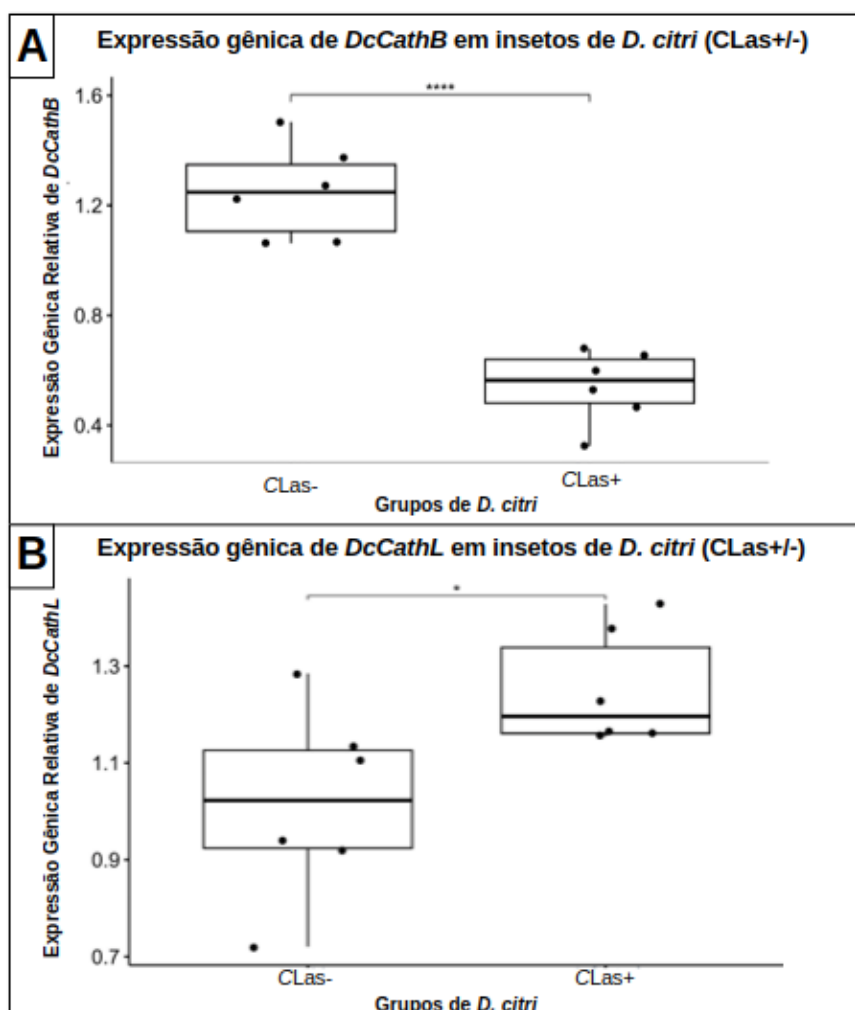 A
Expressão gênica de DcCathB em insetos de D. citri (CLas+/-)
Expressão Gênica Relativa de DcCathB
1.6
1.2
0.8
0.4
****
CLas-
CLas+
Grupos de D. citri
B
Expressão gênica de DcCathL em insetos de D. citri (CLas+/-)
Expressão Gênica Relativa de DcCathL
1.3
1.1
0.9
0.7
*
CLas-
CLas+
Grupos de D. citri